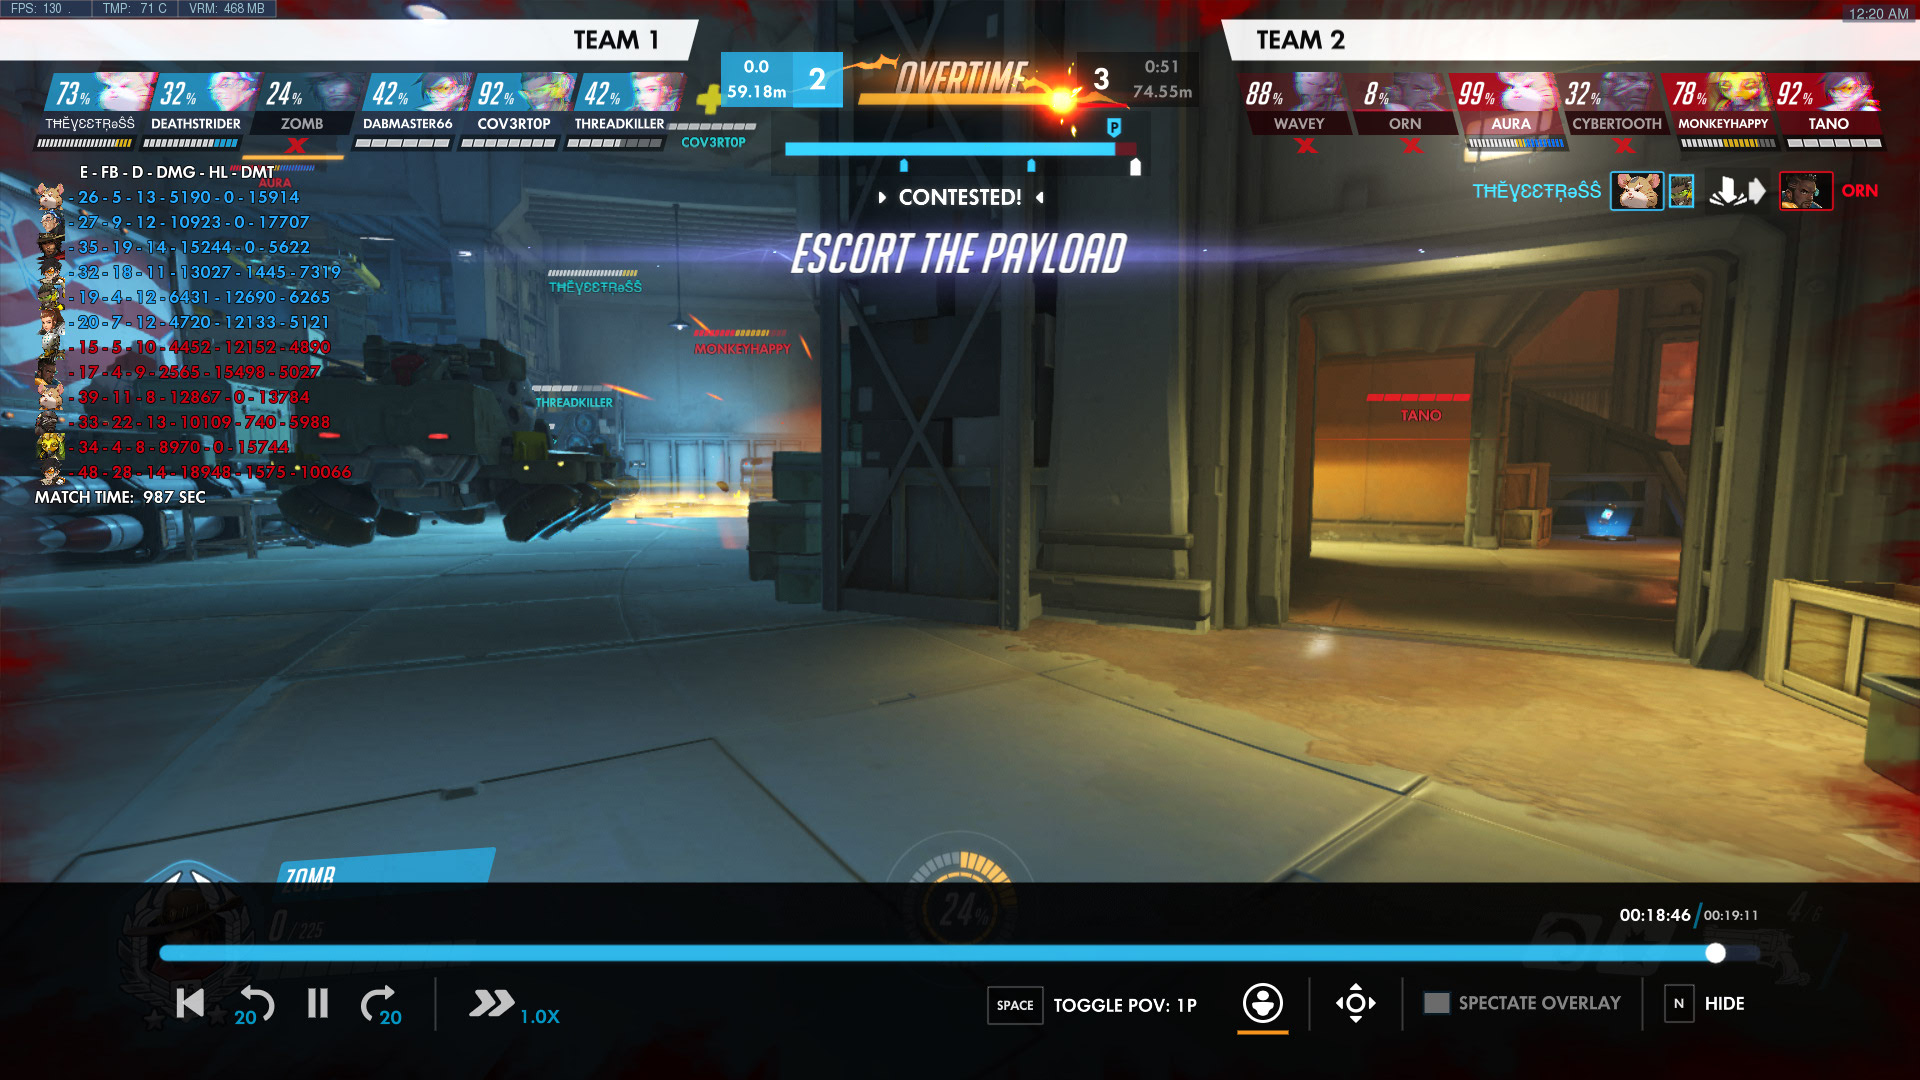 FPS: 130 . TMP: 71 C VRM: 468 MB
12:20 AM
TEAM 1
TEAM 2
73% 32% 24% 42% 92% 42%
0.0
59.18m
2
OVERTIME
3
0:51
74.55m
88% 8% 99% 32% 78% 92%
DEATHSTRIDER ZOMB DABMASTER66 COV3RT0P THREADKILLER
COV3RT0P
WAVEY ORN AURA CYBERTOOTH MONKEYHAPPY TANO
P
CONTESTED!
ESCORT THE PAYLOAD
ORN
E - FB - D - DMG - HL - DMT
AURA
- 26 - 5 - 13 - 5190 - 0 - 15914
- 27 - 9 - 12 - 10923 - 0 - 17707
- 35 - 19 - 14 - 15244 - 0 - 5622
- 32 - 18 - 11 - 13027 - 1445 - 7319
- 19 - 4 - 12 - 6431 - 12690 - 6265
- 20 - 7 - 12 - 4720 - 12133 - 5121
- 15 - 5 - 10 - 4452 - 12152 - 4890
- 17 - 4 - 9 - 2565 - 15498 - 5027
- 39 - 11 - 8 - 12867 - 0 - 13784
- 33 - 22 - 13 - 10109 - 740 - 5988
- 34 - 4 - 8 - 8970 - 0 - 15744
- 48 - 28 - 14 - 18948 - 1575 - 10066
MATCH TIME: 987 SEC
MONKEYHAPPY
THREADKILLER
TANO
ZOMB
0/225
24%
4/6
00:18:46/00:19:11
20
20
1.0X
SPACE TOGGLE POV: 1P
SPECTATE OVERLAY
N HIDE